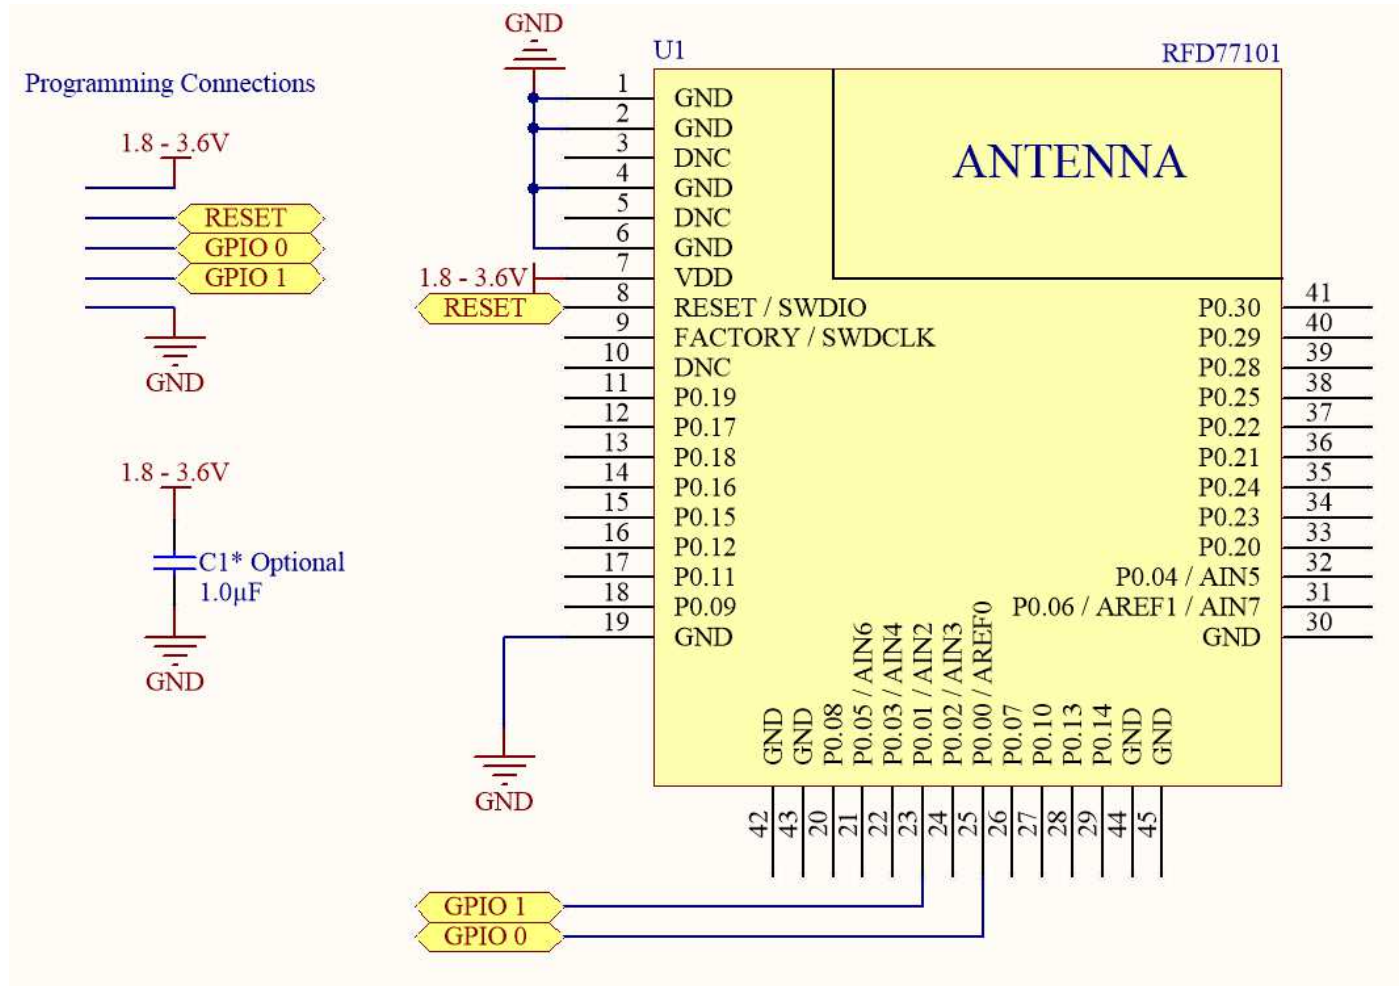 Programming Connections
1.8 - 3.6V
RESET
GPIO 0
GPIO 1
GND
1.8 - 3.6V
C1* Optional
1.0µF
GND
GND
1.8 - 3.6V
RESET
GND
GPIO 1
GPIO 0
U1
RFD77101
ANTENNA
1 GND
2 GND
3 DNC
4 GND
5 DNC
6 GND
7 VDD
8 RESET / SWDIO
9 FACTORY / SWDCLK
10 DNC
11 P0.19
12 P0.17
13 P0.18
14 P0.16
15 P0.15
16 P0.12
17 P0.11
18 P0.09
19 GND
P0.30 41
P0.29 40
P0.28 39
P0.25 38
P0.22 37
P0.21 36
P0.24 35
P0.23 34
P0.20 33
P0.04 / AIN5 32
P0.06 / AREF1 / AIN7 31
GND 30
42 GND
43 GND
20 P0.08
21 P0.05 / AIN6
22 P0.03 / AIN4
23 P0.01 / AIN2
24 P0.02 / AIN3
25 P0.00 / AREF0
26 P0.07
27 P0.10
28 P0.13
29 P0.14
44 GND
45 GND